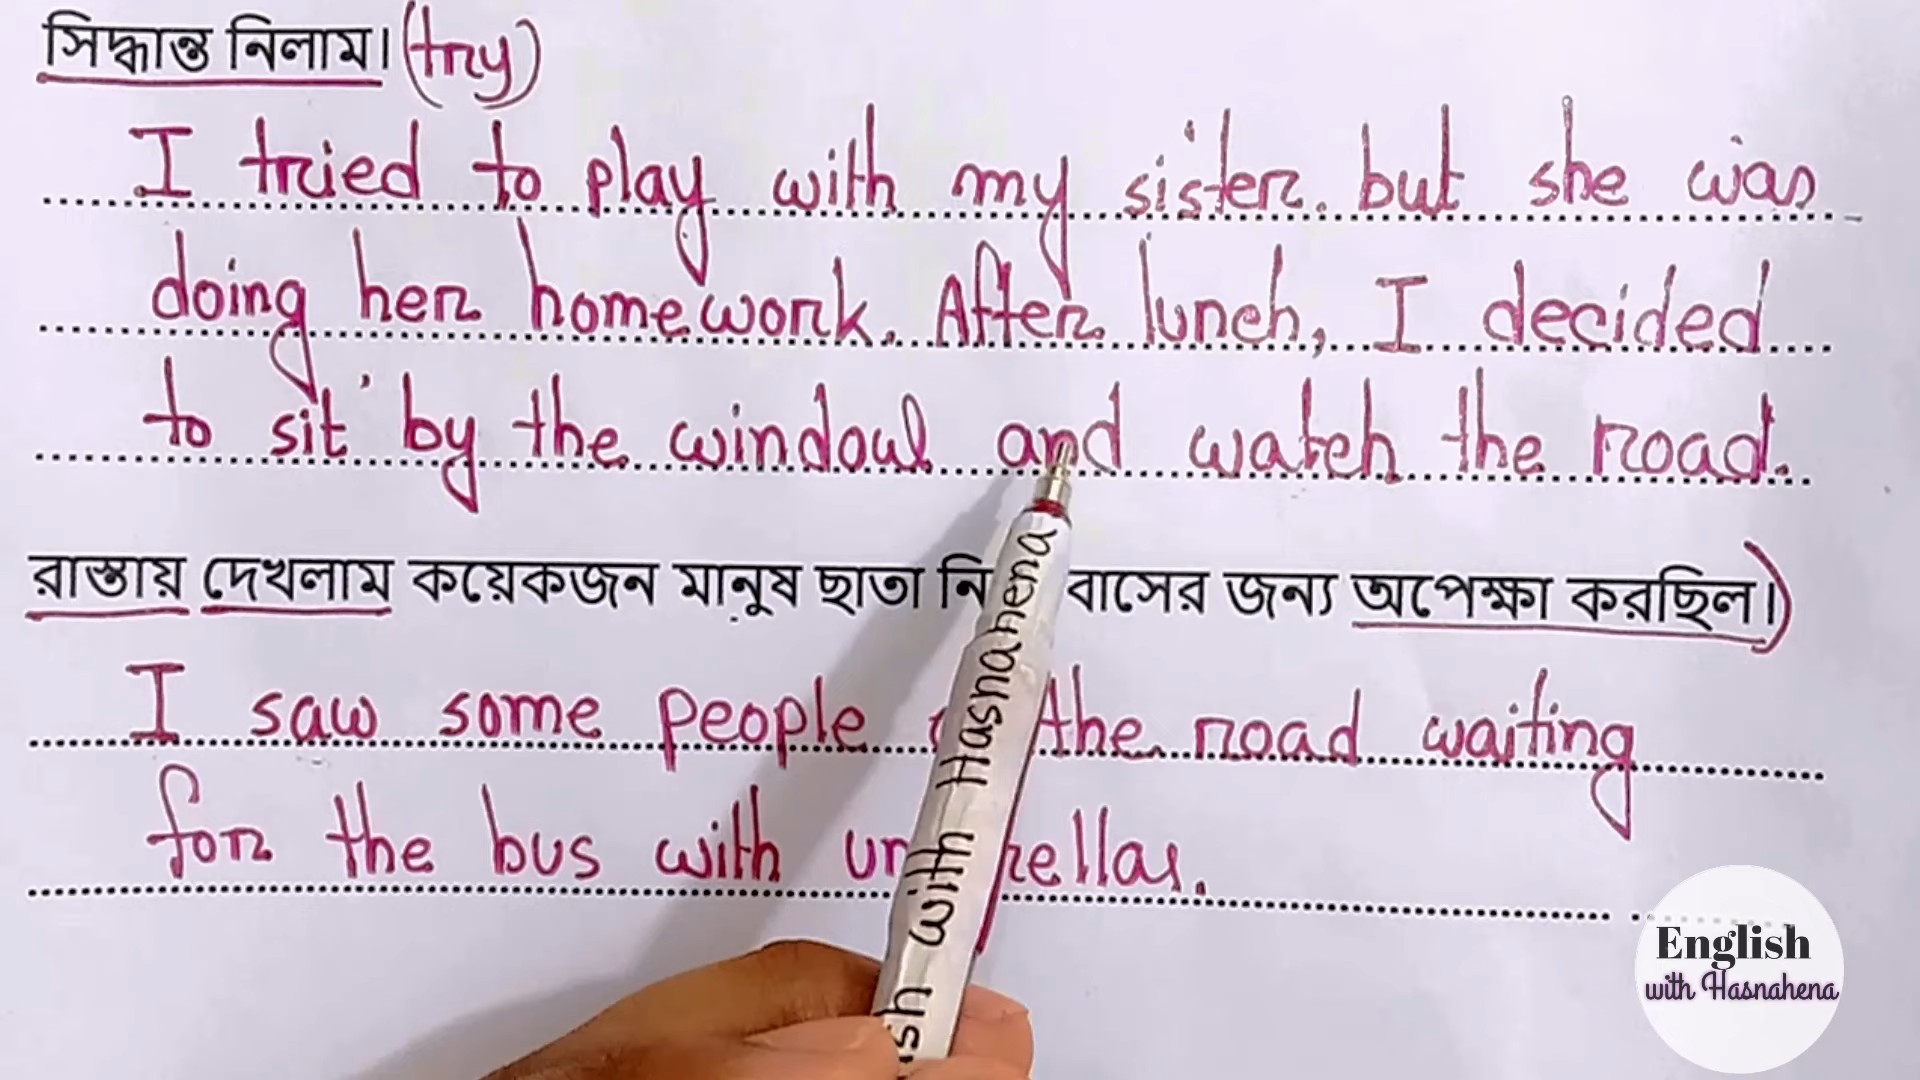 সিদ্ধান্ত নিলাম। (try)
I tried to play with my sister. but she was
doing her homework. After lunch, I decided
to sit by the window and watch the road.
রাস্তায় দেখলাম কয়েকজন মানুষ ছাতা বাসের জন্য অপেক্ষা করছিল।)
I saw some people the road waiting
for the bus with
with Hasnahena
English
with Hasnahena